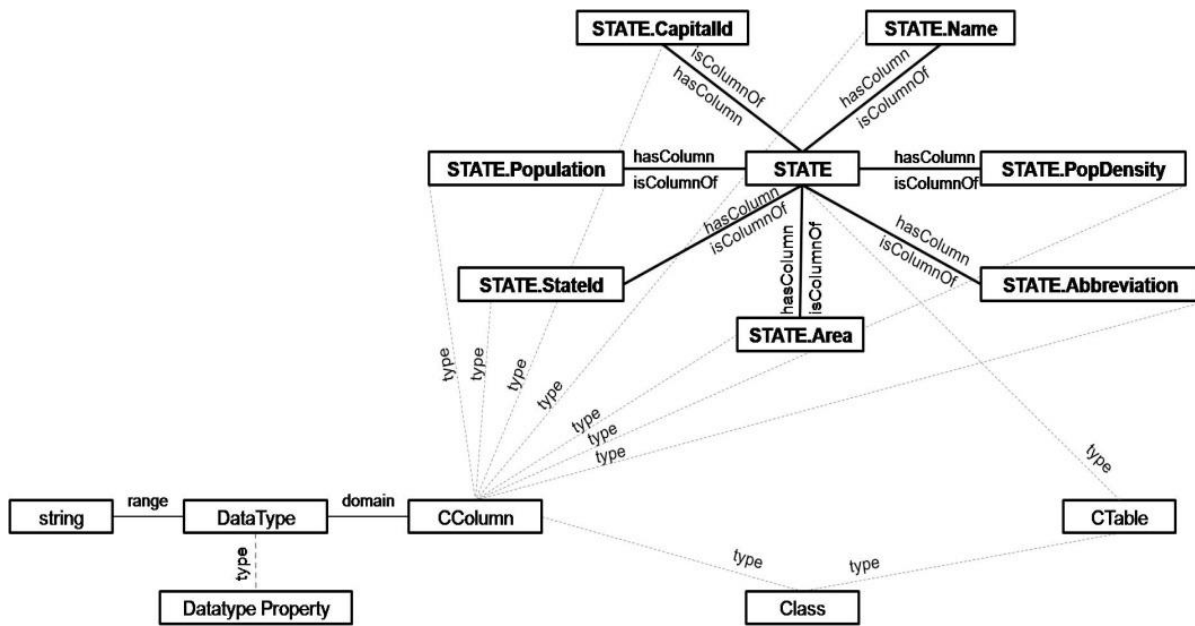 STATE.CapitalId
STATE.Name
isColumnOf
hasColumn
hasColumn
isColumnOf
STATE.Population
hasColumn
isColumnOf
STATE
hasColumn
isColumnOf
STATE.PopDensity
hasColumn
isColumnOf
hasColumn
isColumnOf
hasColumn
isColumnOf
STATE.StateId
STATE.Abbreviation
STATE.Area
type
type
type
type
type
type
type
type
string
range
DataType
domain
CColumn
CTable
type
type
type
Datatype Property
Class